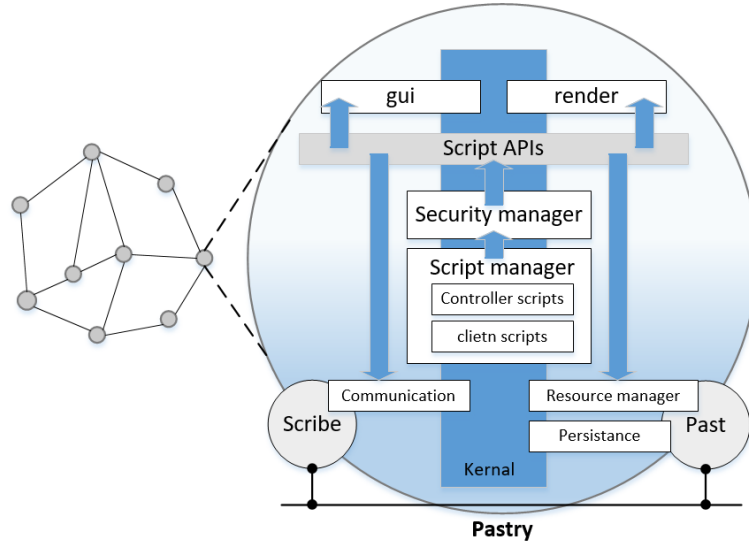 gui
render
Script APIs
Security manager
Script manager
Controller scripts
clietn scripts
Communication
Resource manager
Scribe
Past
Persistance
Kernal
Pastry